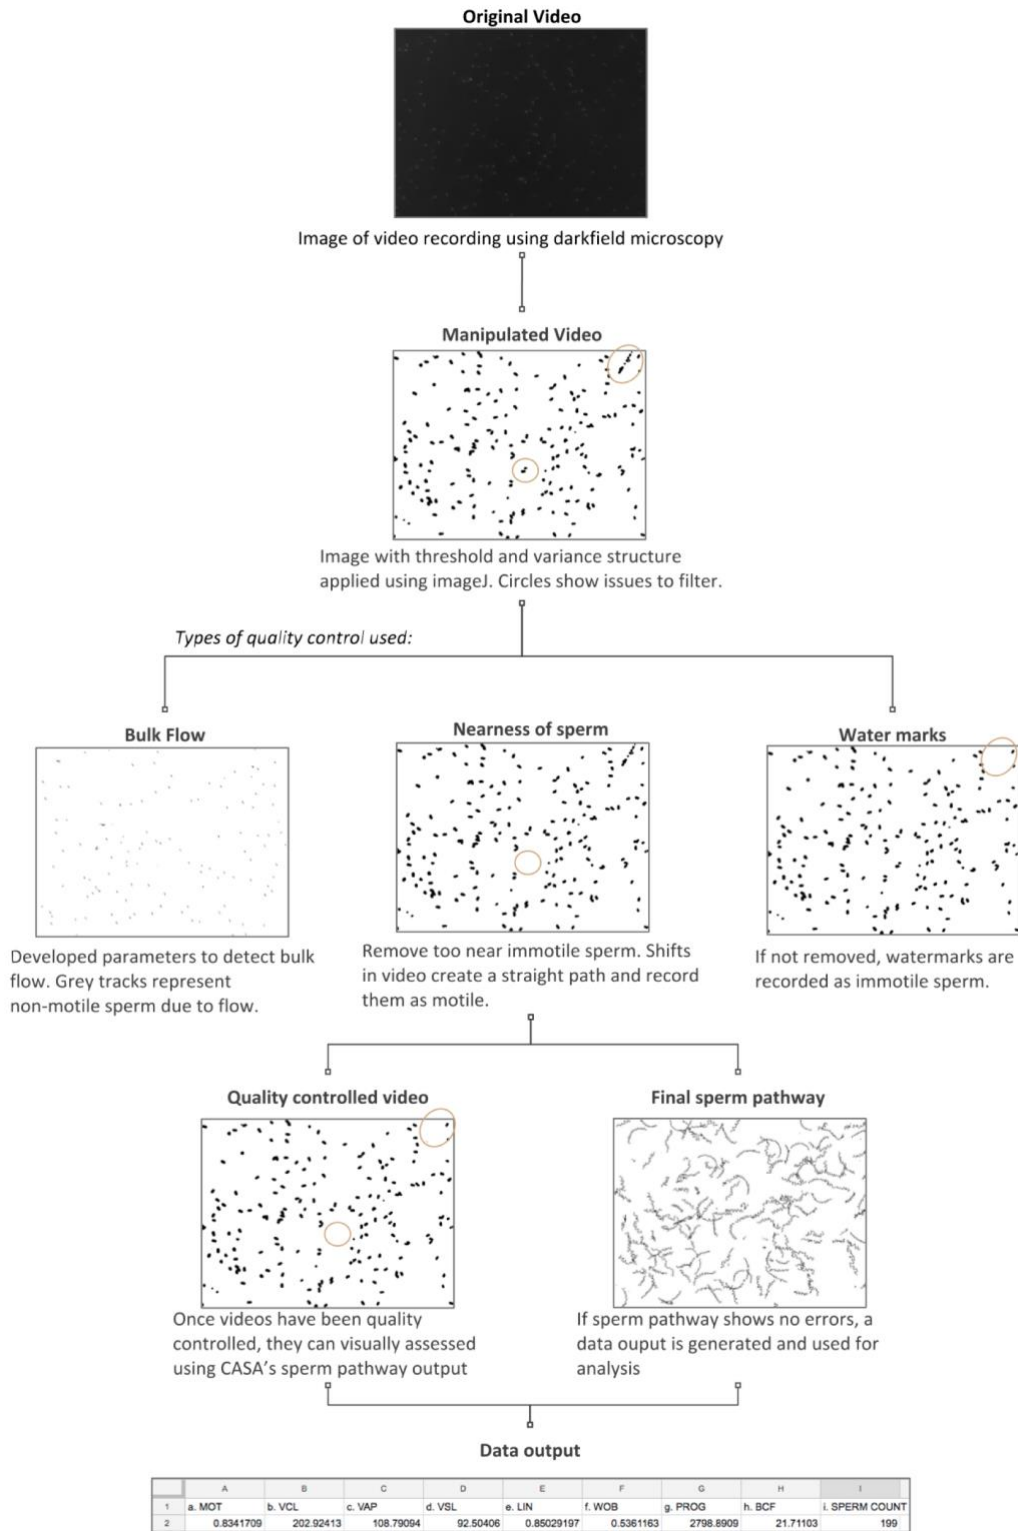 Original Video
Image of video recording using darkfield microscopy
Manipulated Video
Image with threshold and variance structure
applied using imageJ. Circles show issues to filter.
Types of quality control used:
Bulk Flow
Developed parameters to detect bulk
flow. Grey tracks represent
non-motile sperm due to flow.
Nearness of sperm
Remove too near immotile sperm. Shifts
in video create a straight path and record
them as motile.
Water marks
If not removed, watermarks are
recorded as immotile sperm.
Quality controlled video
Once videos have been quality
controlled, they can visually assessed
using CASA's sperm pathway output
Final sperm pathway
If sperm pathway shows no errors, a
data ouput is generated and used for
analysis
Data output
A B C D E F G H I
1 a. MOT b. VCL c. VAP d. VSL e. LIN f. WOB g. PROG h. BCF i. SPERM COUNT
2 0.8341709 202.92413 108.79094 92.50406 0.85029197 0.5361163 2798.8909 21.71103 199